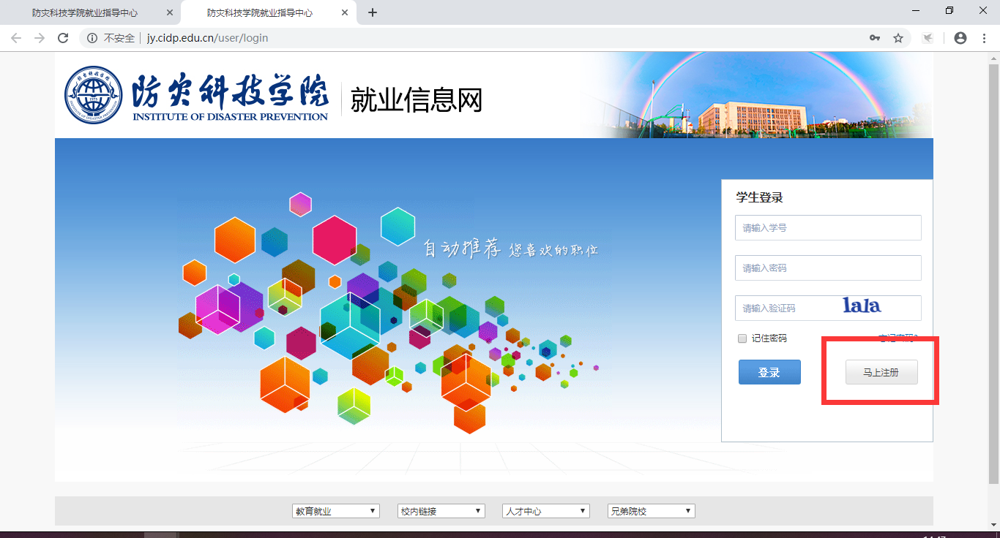 防灾科技学院就业指导中心
防灾科技学院就业指导中心
不安全 jy.cidp.edu.cn/user/login
防灾科技学院
INSTITUTE OF DISASTER PREVENTION
就业信息网
学生登录
请输入学号
请输入密码
自动推荐 您喜欢的职位
请输入验证码 lala
记住密码 忘记密码?
登录 马上注册
教育就业 校内链接 人才中心 兄弟院校